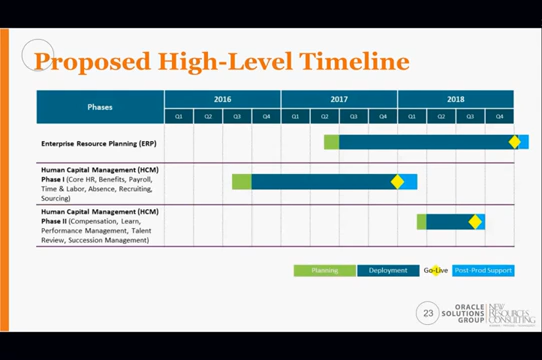 Proposed High-Level Timeline
Phases
2016
2017
2018
Q1 Q2 Q3 Q4 Q1 Q2 Q3 Q4 Q1 Q2 Q3 Q4
Enterprise Resource Planning (ERP)
Human Capital Management (HCM)
Phase I (Core HR, Benefits, Payroll,
Time & Labor, Absence, Recruiting,
Sourcing)
Human Capital Management (HCM)
Phase II (Compensation, Learn,
Performance Management, Talent
Review, Succession Management)
Planning
Deployment
Go-Live
Post-Prod Support
23
ORACLE
SOLUTIONS
GROUP
NEW
RESOURCES
CONSULTING